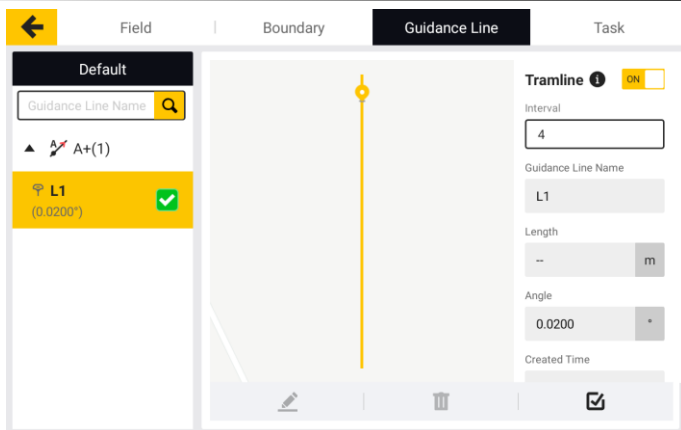 Field
Boundary
Guidance Line
Task
Default
Guidance Line Name
A+(1)
L1
(0.0200°)
Tramline
ON
Interval
4
Guidance Line Name
L1
Length
--
m
Angle
0.0200
°
Created Time